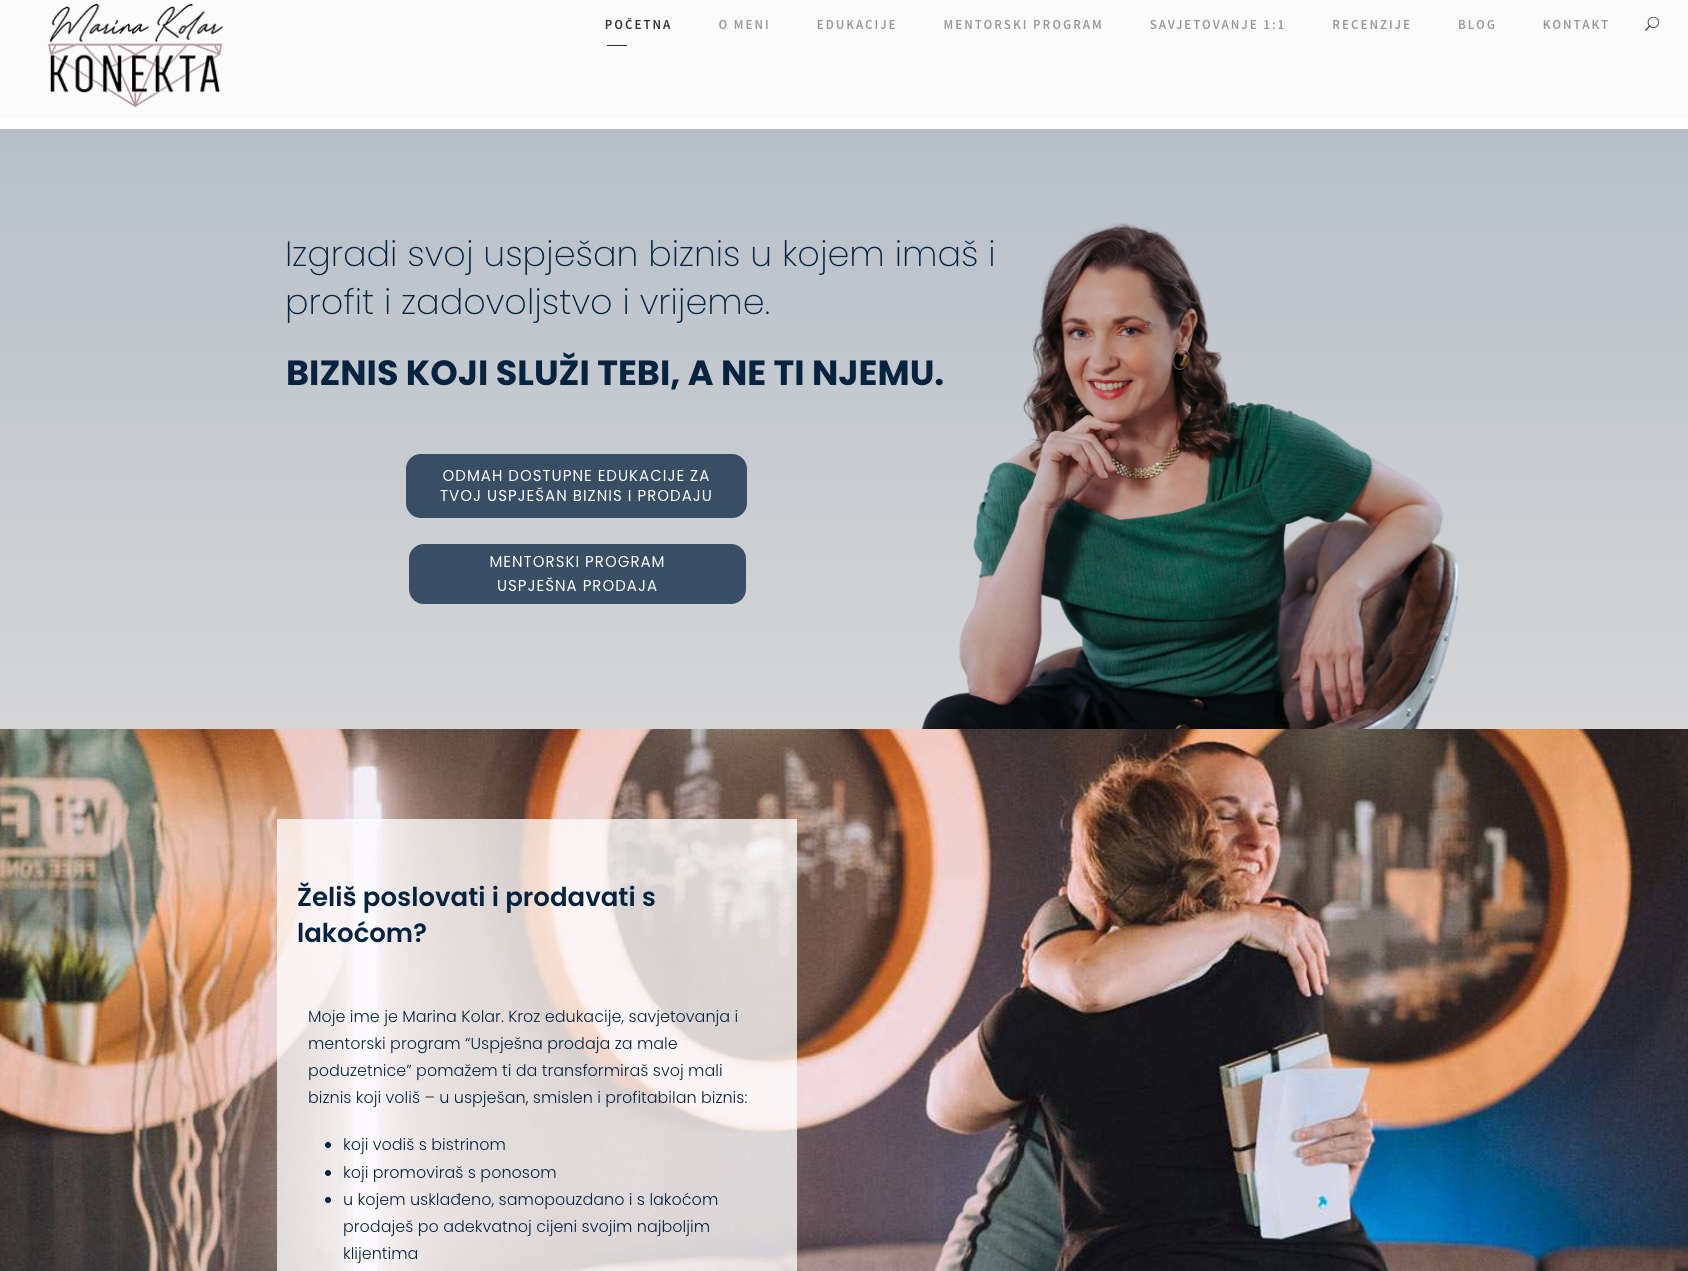 Marina Kolar
KONEKTA
POČETNA
O MENI
EDUKACIJE
MENTORSKI PROGRAM
SAVJETOVANJE 1:1
RECENZIJE
BLOG
KONTAKT
Izgradi svoj uspješan biznis u kojem imaš i
profit i zadovoljstvo i vrijeme.
BIZNIS KOJI SLUŽI TEBI, A NE TI NJEMU.
ODMAH DOSTUPNE EDUKACIJE ZA
TVOJ USPJEŠAN BIZNIS I PRODAJU
MENTORSKI PROGRAM
USPJEŠNA PRODAJA
Želiš poslovati i prodavati s
lakoćom?
Moje ime je Marina Kolar. Kroz edukacije, savjetovanja i
mentorski program “Uspješna prodaja za male
poduzetnice” pomažem ti da transformiraš svoj mali
biznis koji voliš – u uspješan, smislen i profitabilan biznis:
koji vodiš s bistrinom
koji promoviraš s ponosom
u kojem usklađeno, samopouzdano i s lakoćom
prodaješ po adekvatnoj cijeni svojim najboljim
klijentima